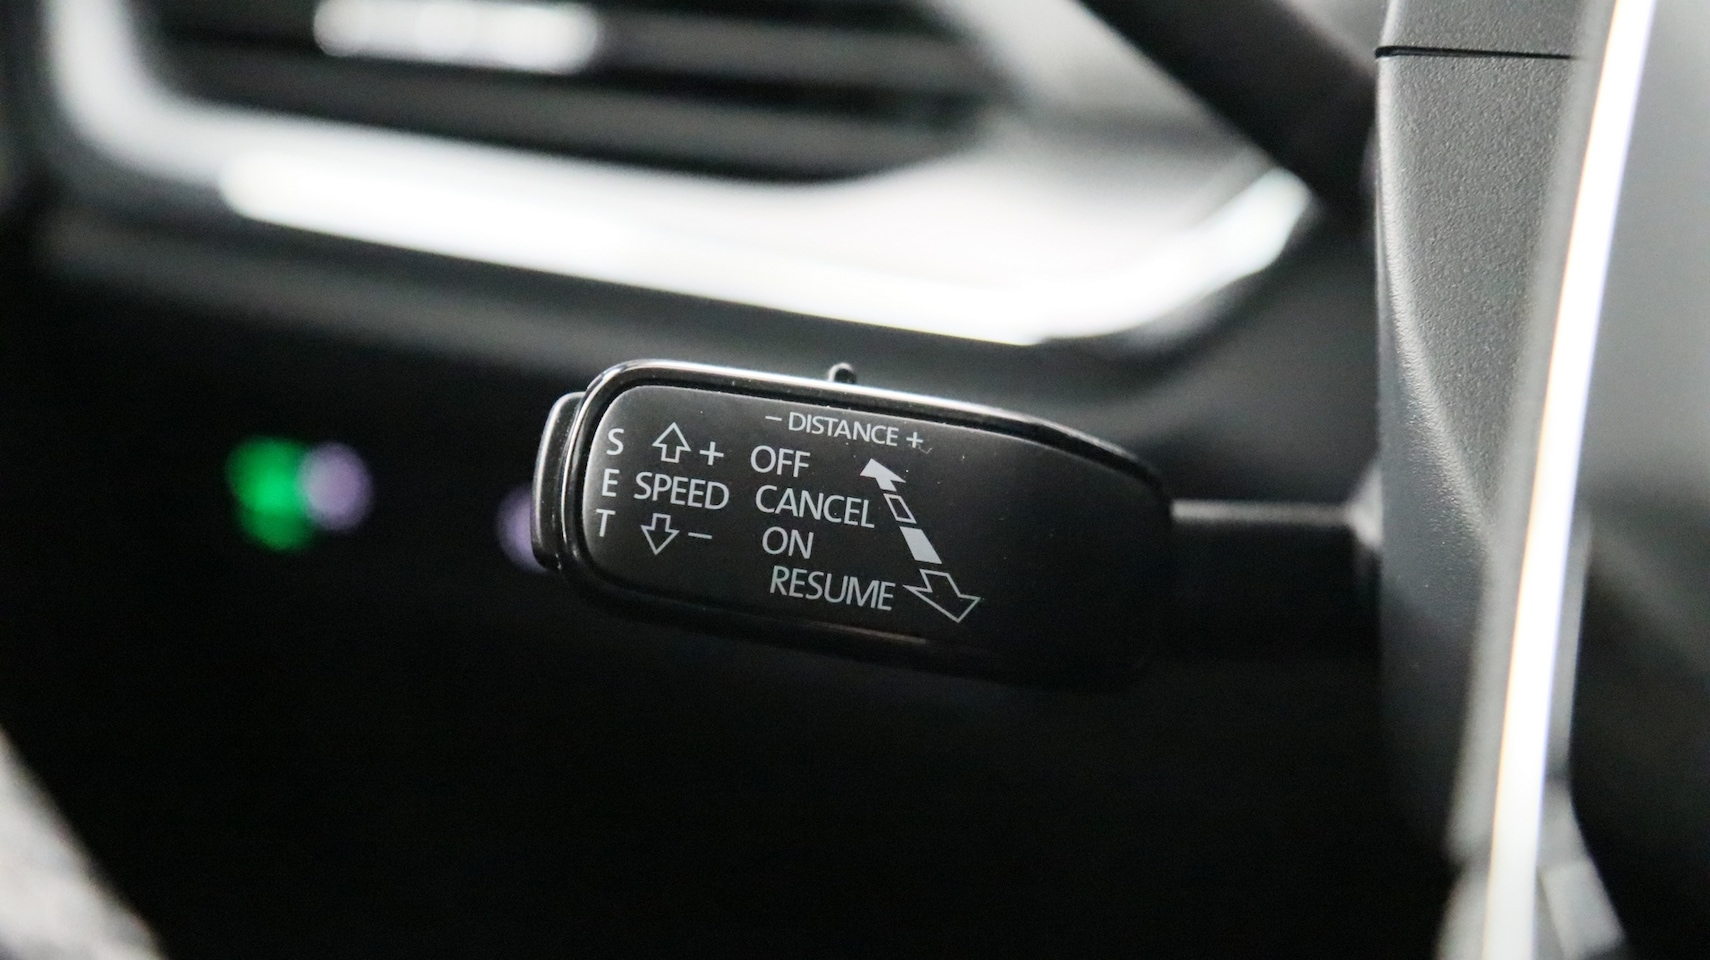 − DISTANCE +
S + OFF
E SPEED CANCEL
T − ON
RESUME